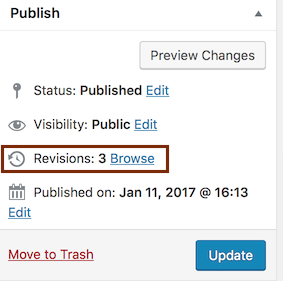 Publish
Preview Changes
Status: Published Edit
Visibility: Public Edit
Revisions: 3 Browse
Published on: Jan 11, 2017 @ 16:13
Edit
Move to Trash
Update